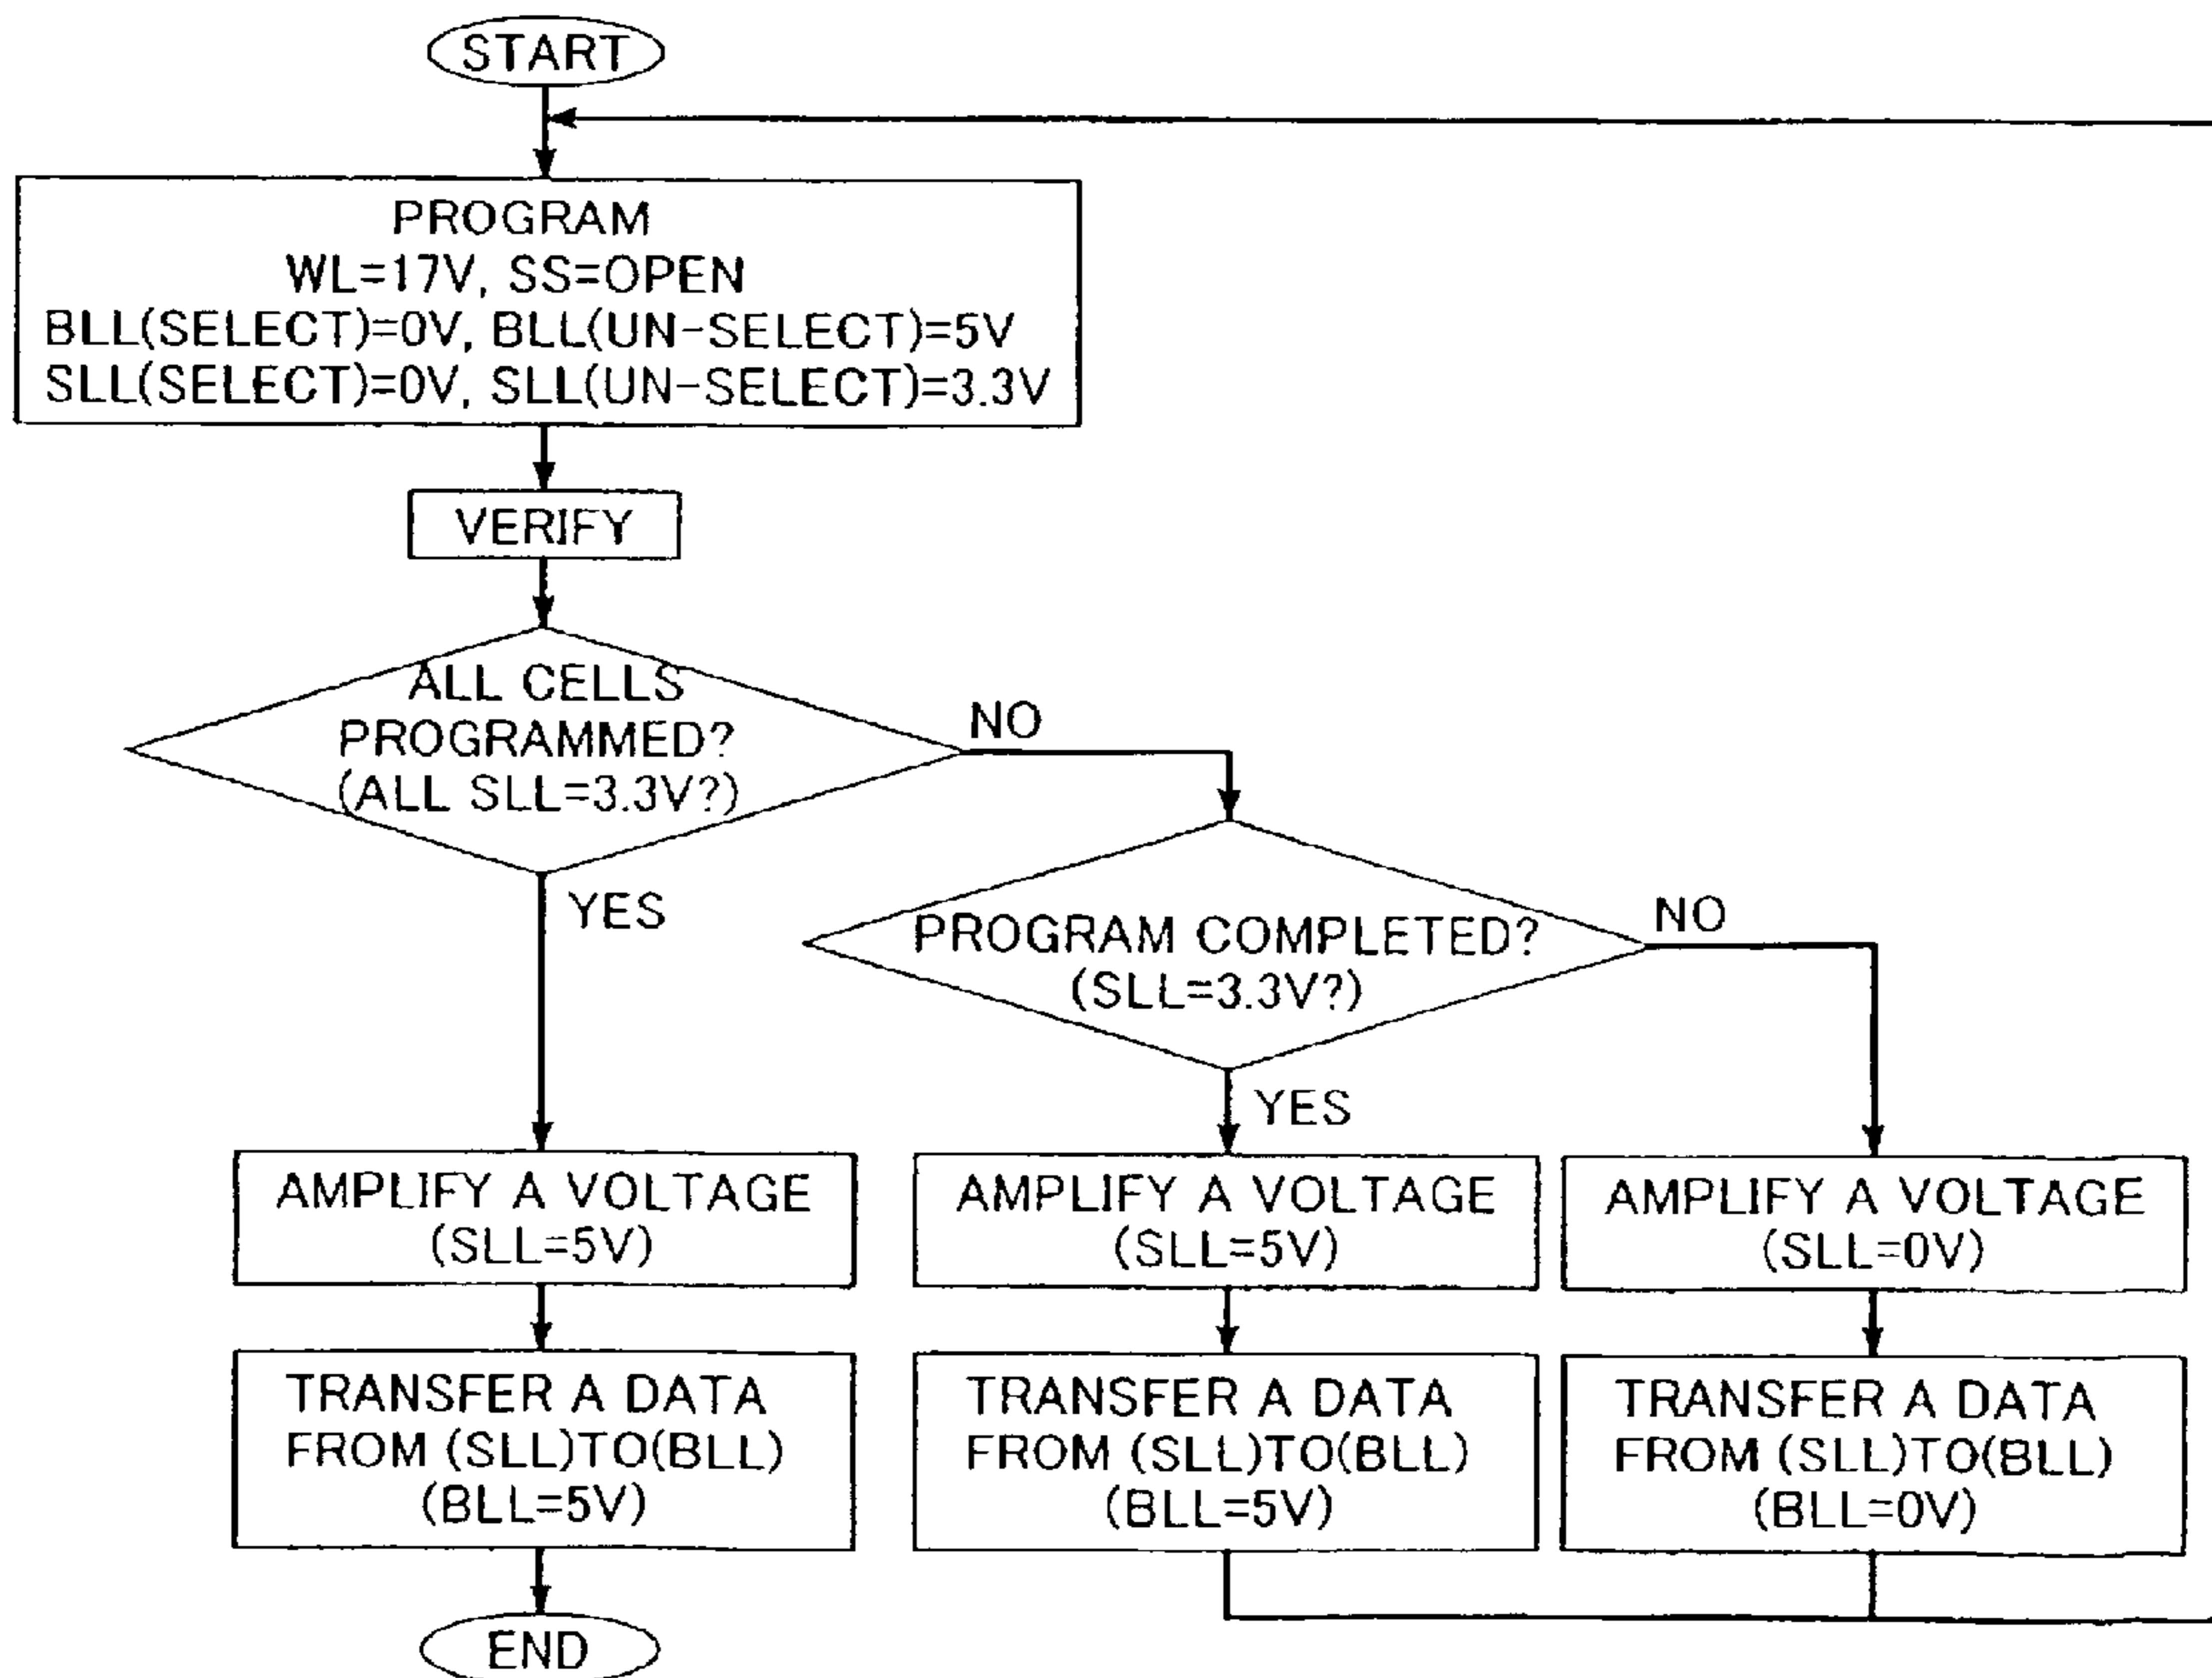 START
PROGRAM
WL=17V, SS=OPEN
BLL(SELECT)=0V, BLL(UN-SELECT)=5V
SLL(SELECT)=0V, SLL(UN-SELECT)=3.3V
VERIFY
ALL CELLS
PROGRAMMED?
(ALL SLL=3.3V?)
NO
YES
PROGRAM COMPLETED?
(SLL=3.3V?)
NO
YES
AMPLIFY A VOLTAGE
(SLL=5V)
AMPLIFY A VOLTAGE
(SLL=5V)
AMPLIFY A VOLTAGE
(SLL=0V)
TRANSFER A DATA
FROM (SLL)TO(BLL)
(BLL=5V)
TRANSFER A DATA
FROM (SLL)TO(BLL)
(BLL=5V)
TRANSFER A DATA
FROM (SLL)TO(BLL)
(BLL=0V)
END